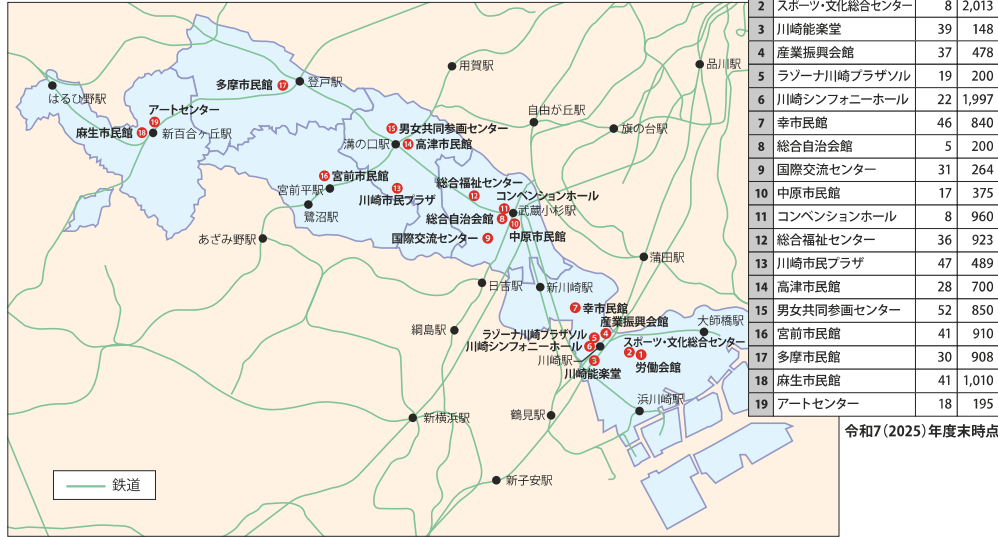 2 スポーツ・文化総合センター 8 2,013
3 川崎能楽堂 39 148
4 産業振興会館 37 478
5 ラゾーナ川崎プラザソル 19 200
6 川崎シンフォニーホール 22 1,997
7 幸市民館 46 840
8 総合自治会館 5 200
9 国際交流センター 31 264
10 中原市民館 17 375
11 コンベンションホール 8 960
12 総合福祉センター 36 923
13 川崎市民プラザ 47 489
14 高津市民館 28 700
15 男女共同参画センター 52 850
16 宮前市民館 41 910
17 多摩市民館 30 908
18 麻生市民館 41 1,010
19 アートセンター 18 195
令和7(2025)年度末時点
用賀駅
品川駅
多摩市民館 17 登戸駅
はるひ野駅
アートセンター
19
麻生市民館 18 新百合ヶ丘駅
自由が丘駅
旗の台駅
15 男女共同参画センター
溝の口駅 14 高津市民館
16 宮前市民館
宮前平駅
13
川崎市民プラザ
鷺沼駅
総合福祉センター
12
コンベンションホール
11
武蔵小杉駅
総合自治会館 8
10
中原市民館
国際交流センター 9
あざみ野駅
蒲田駅
日吉駅
新川崎駅
7 幸市民館
産業振興会館
4
大師橋駅
綱島駅
ラゾーナ川崎プラザソル 5
川崎シンフォニーホール 6
スポーツ・文化総合センター
2 1
労働会館
川崎駅
3
川崎能楽堂
浜川崎駅
新横浜駅
鶴見駅
新子安駅
鉄道